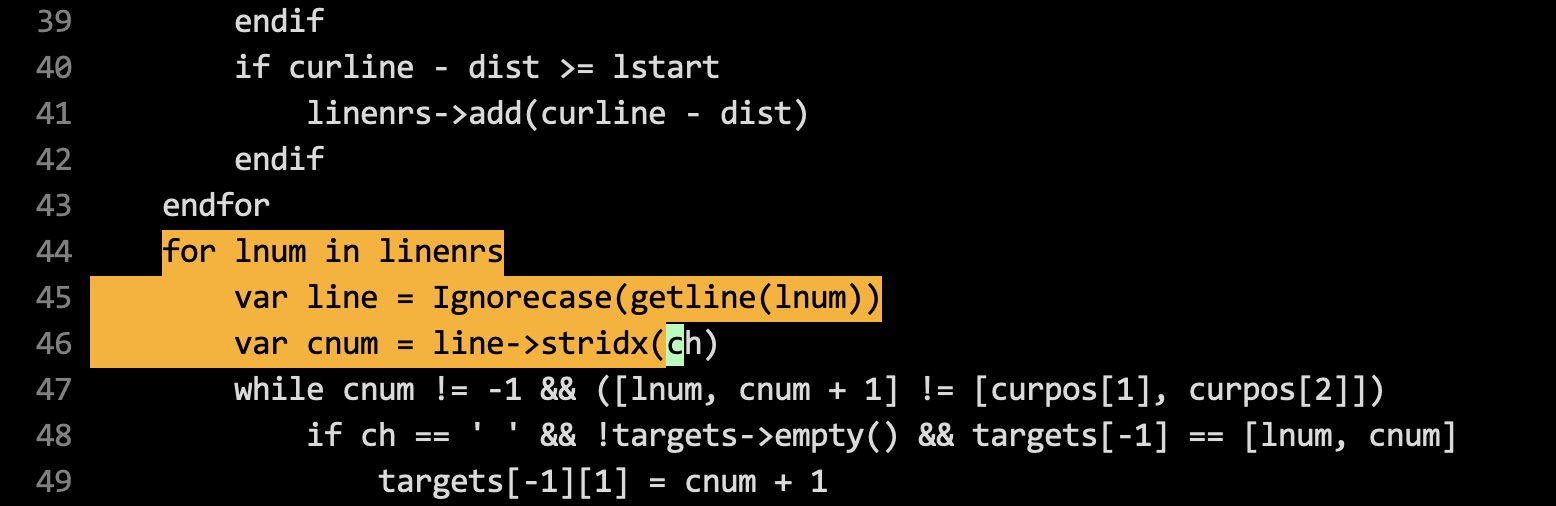 39         endif
40         if curline - dist >= lstart
41             linenrs->add(curline - dist)
42         endif
43     endfor
44     for lnum in linenrs
45         var line = Ignorecase(getline(lnum))
46         var cnum = line->stridx(ch)
47         while cnum != -1 && ([lnum, cnum + 1] != [curpos[1], curpos[2]])
48             if ch == ' ' && !targets->empty() && targets[-1] == [lnum, cnum]
49                 targets[-1][1] = cnum + 1